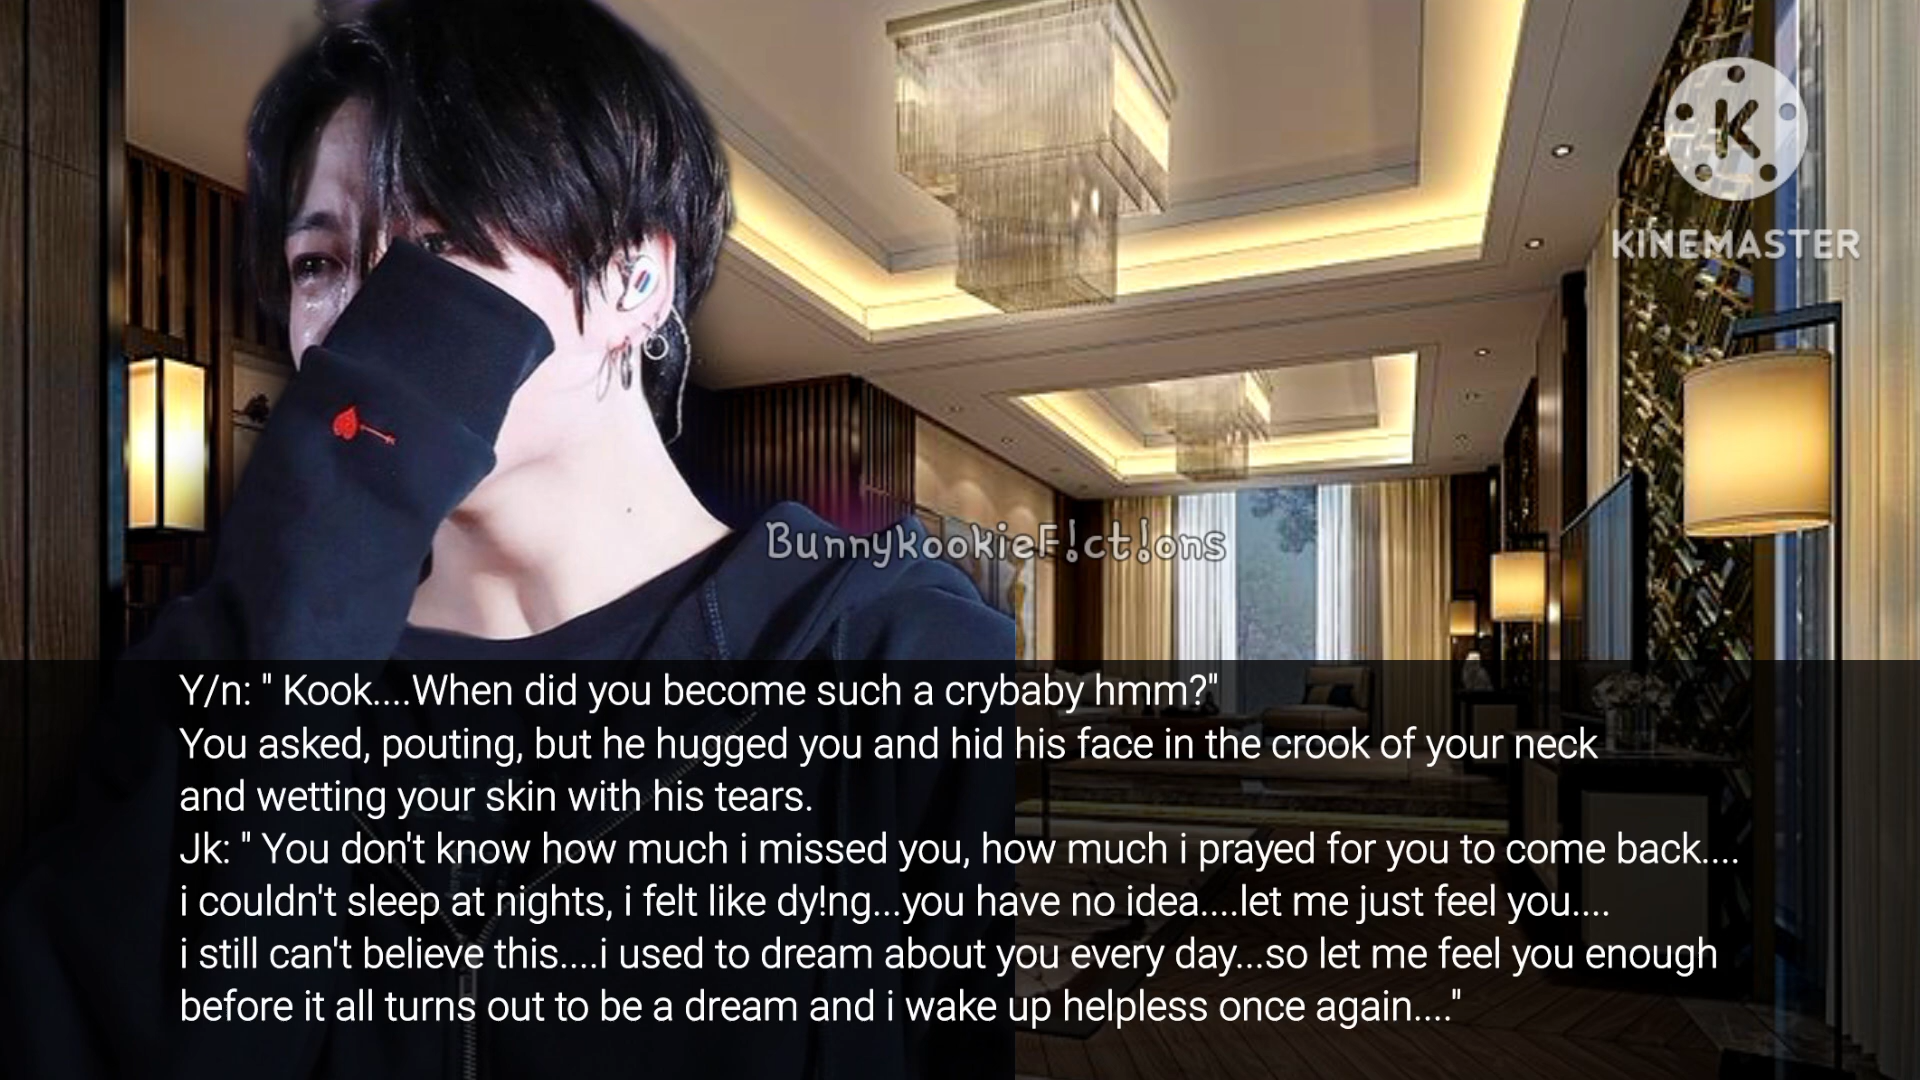 K
KINEMASTER
BunnykookieF!ct!ons
Y/n: " Kook....When did you become such a crybaby hmm?"
You asked, pouting, but he hugged you and hid his face in the crook of your neck
and wetting your skin with his tears.
Jk: " You don't know how much i missed you, how much i prayed for you to come back....
i couldn't sleep at nights, i felt like dy!ng...you have no idea....let me just feel you....
i still can't believe this....i used to dream about you every day...so let me feel you enough
before it all turns out to be a dream and i wake up helpless once again...."